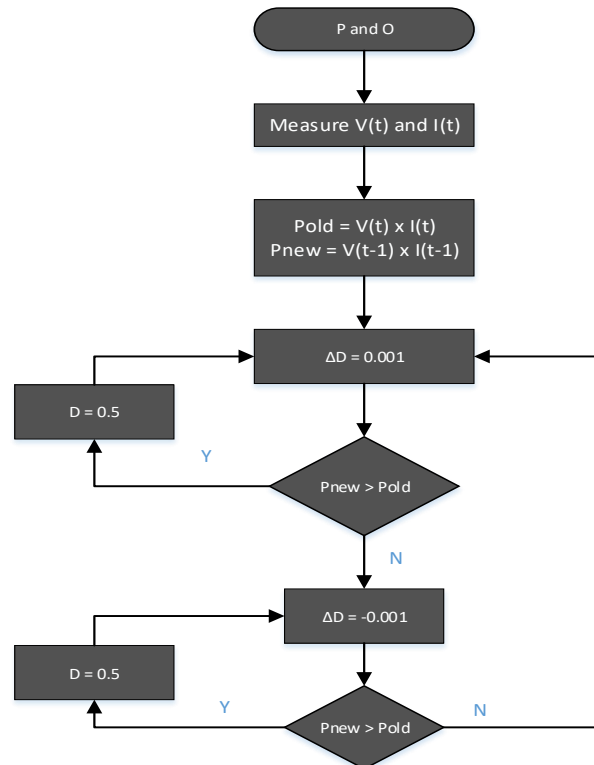 P and O
Measure V(t) and I(t)
Pold = V(t) x I(t)
Pnew = V(t-1) x I(t-1)
ΔD = 0.001
D = 0.5
Y
Pnew > Pold
N
ΔD = -0.001
D = 0.5
Y
Pnew > Pold
N